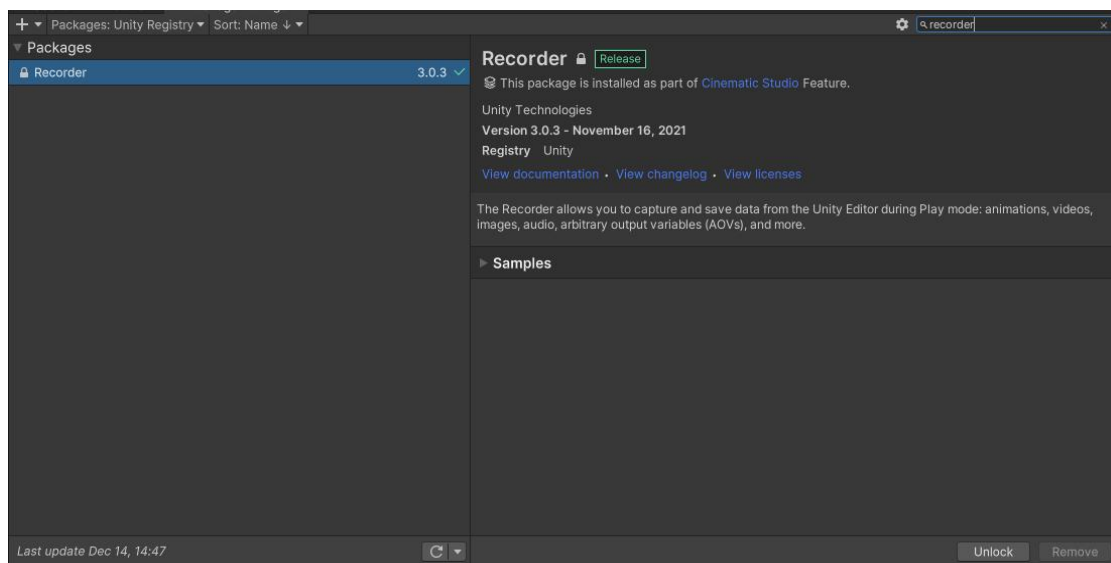 Packages: Unity Registry Sort: Name ↓ recorder
Packages
Recorder 3.0.3
Recorder Release
This package is installed as part of Cinematic Studio Feature.
Unity Technologies
Version 3.0.3 - November 16, 2021
Registry Unity
View documentation • View changelog • View licenses
The Recorder allows you to capture and save data from the Unity Editor during Play mode: animations, videos,
images, audio, arbitrary output variables (AOVs), and more.
Samples
Last update Dec 14, 14:47
Unlock Remove